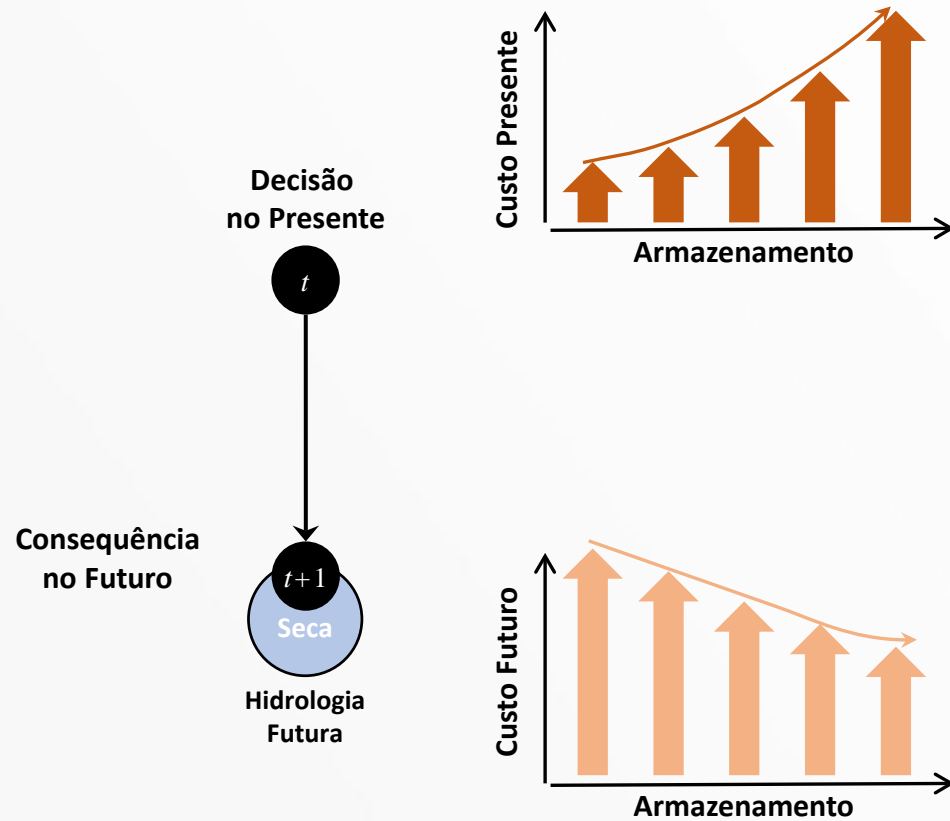 Decisão
no Presente
t
Consequência
no Futuro
t+1
Seca
Hidrologia
Futura
Custo Presente
Armazenamento
Custo Futuro
Armazenamento